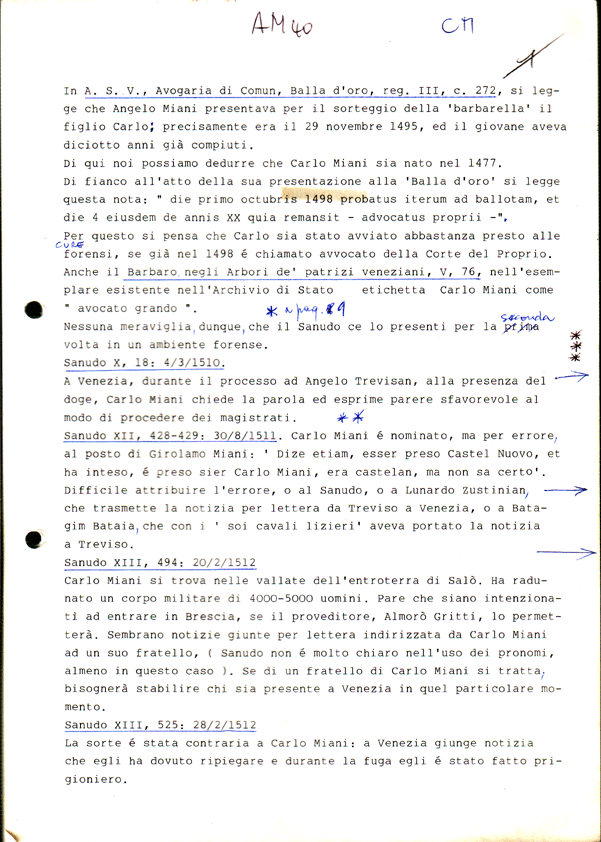 AM 40 CM
1
In A. S. V., Avogaria di Comun, Balla d'oro, reg. III, c. 272, si leg-
ge che Angelo Miani presentava per il sorteggio della 'barbarella' il
figlio Carlo; precisamente era il 29 novembre 1495, ed il giovane aveva
diciotto anni già compiuti.
Di qui noi possiamo dedurre che Carlo Miani sia nato nel 1477.
Di fianco all'atto della sua presentazione alla 'Balla d'oro' si legge
questa nota: " die primo octubris 1498 probatus iterum ad ballotam, et
die 4 eiusdem de annis XX quia remansit - advocatus proprii -".
Per questo si pensa che Carlo sia stato avviato abbastanza presto alle
CURE
forensi, se già nel 1498 é chiamato avvocato della Corte del Proprio.
Anche il Barbaro negli Arbori de' patrizi veneziani, V, 76, nell'esem-
plare esistente nell'Archivio di Stato etichetta Carlo Miani come
" avocato grando ". * a pag. 89
Nessuna meraviglia, dunque, che il Sanudo ce lo presenti per la prima seconda
volta in un ambiente forense. ***
Sanudo X, 18: 4/3/1510.
A Venezia, durante il processo ad Angelo Trevisan, alla presenza del
doge, Carlo Miani chiede la parola ed esprime parere sfavorevole al
modo di procedere dei magistrati. **
Sanudo XII, 428-429: 30/8/1511. Carlo Miani é nominato, ma per errore,
al posto di Girolamo Miani: ' Dize etiam, esser preso Castel Nuovo, et
ha inteso, é preso sier Carlo Miani, era castelan, ma non sa certo'.
Difficile attribuire l'errore, o al Sanudo, o a Lunardo Zustinian,
che trasmette la notizia per lettera da Treviso a Venezia, o a Bata-
gim Bataia, che con i ' soi cavali lizieri' aveva portato la notizia
a Treviso.
Sanudo XIII, 494: 20/2/1512
Carlo Miani si trova nelle vallate dell'entroterra di Salò. Ha radu-
nato un corpo militare di 4000-5000 uomini. Pare che siano intenziona-
ti ad entrare in Brescia, se il proveditore, Almorò Gritti, lo permet-
terà. Sembrano notizie giunte per lettera indirizzata da Carlo Miani
ad un suo fratello, ( Sanudo non é molto chiaro nell'uso dei pronomi,
almeno in questo caso ). Se di un fratello di Carlo Miani si tratta,
bisognerà stabilire chi sia presente a Venezia in quel particolare mo-
mento.
Sanudo XIII, 525: 28/2/1512
La sorte é stata contraria a Carlo Miani: a Venezia giunge notizia
che egli ha dovuto ripiegare e durante la fuga egli é stato fatto pri-
gioniero.